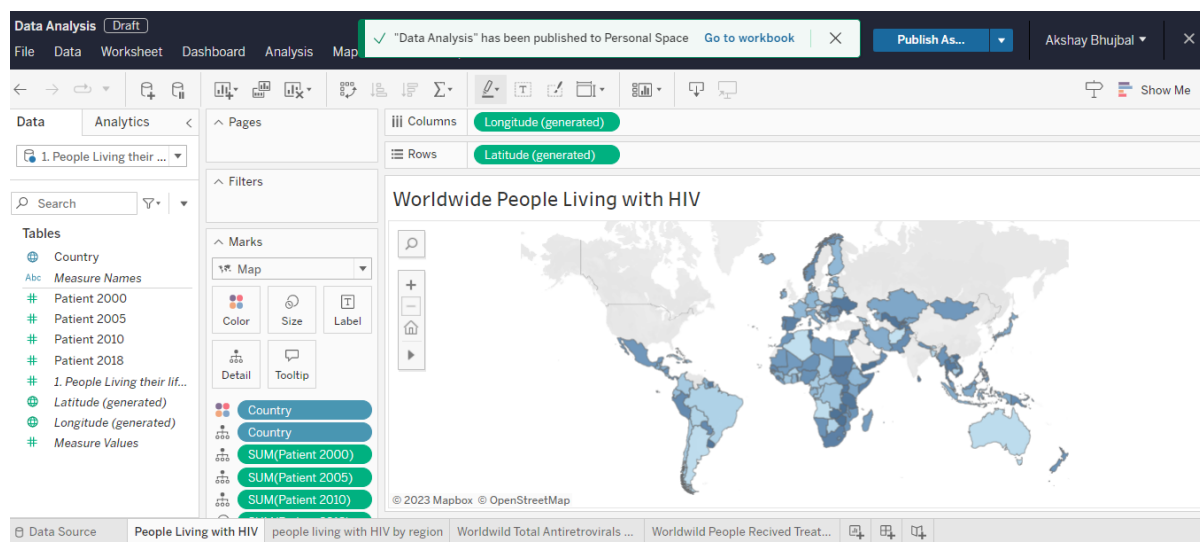 Data Analysis Draft
"Data Analysis" has been published to Personal Space Go to workbook
Publish As...
Akshay Bhujbal
File Data Worksheet Dashboard Analysis Map
Show Me
Data Analytics
1. People Living their ...
Search
Tables
Country
Abc Measure Names
Patient 2000
Patient 2005
Patient 2010
Patient 2018
1. People Living their lif...
Latitude (generated)
Longitude (generated)
Measure Values
Pages
Filters
Marks
Map
Color Size Label
Detail Tooltip
Country
Country
SUM(Patient 2000)
SUM(Patient 2005)
SUM(Patient 2010)
Columns Longitude (generated)
Rows Latitude (generated)
Worldwide People Living with HIV
© 2023 Mapbox © OpenStreetMap
Data Source People Living with HIV people living with HIV by region Worldwild Total Antiretrovirals ... Worldwild People Recived Treat...